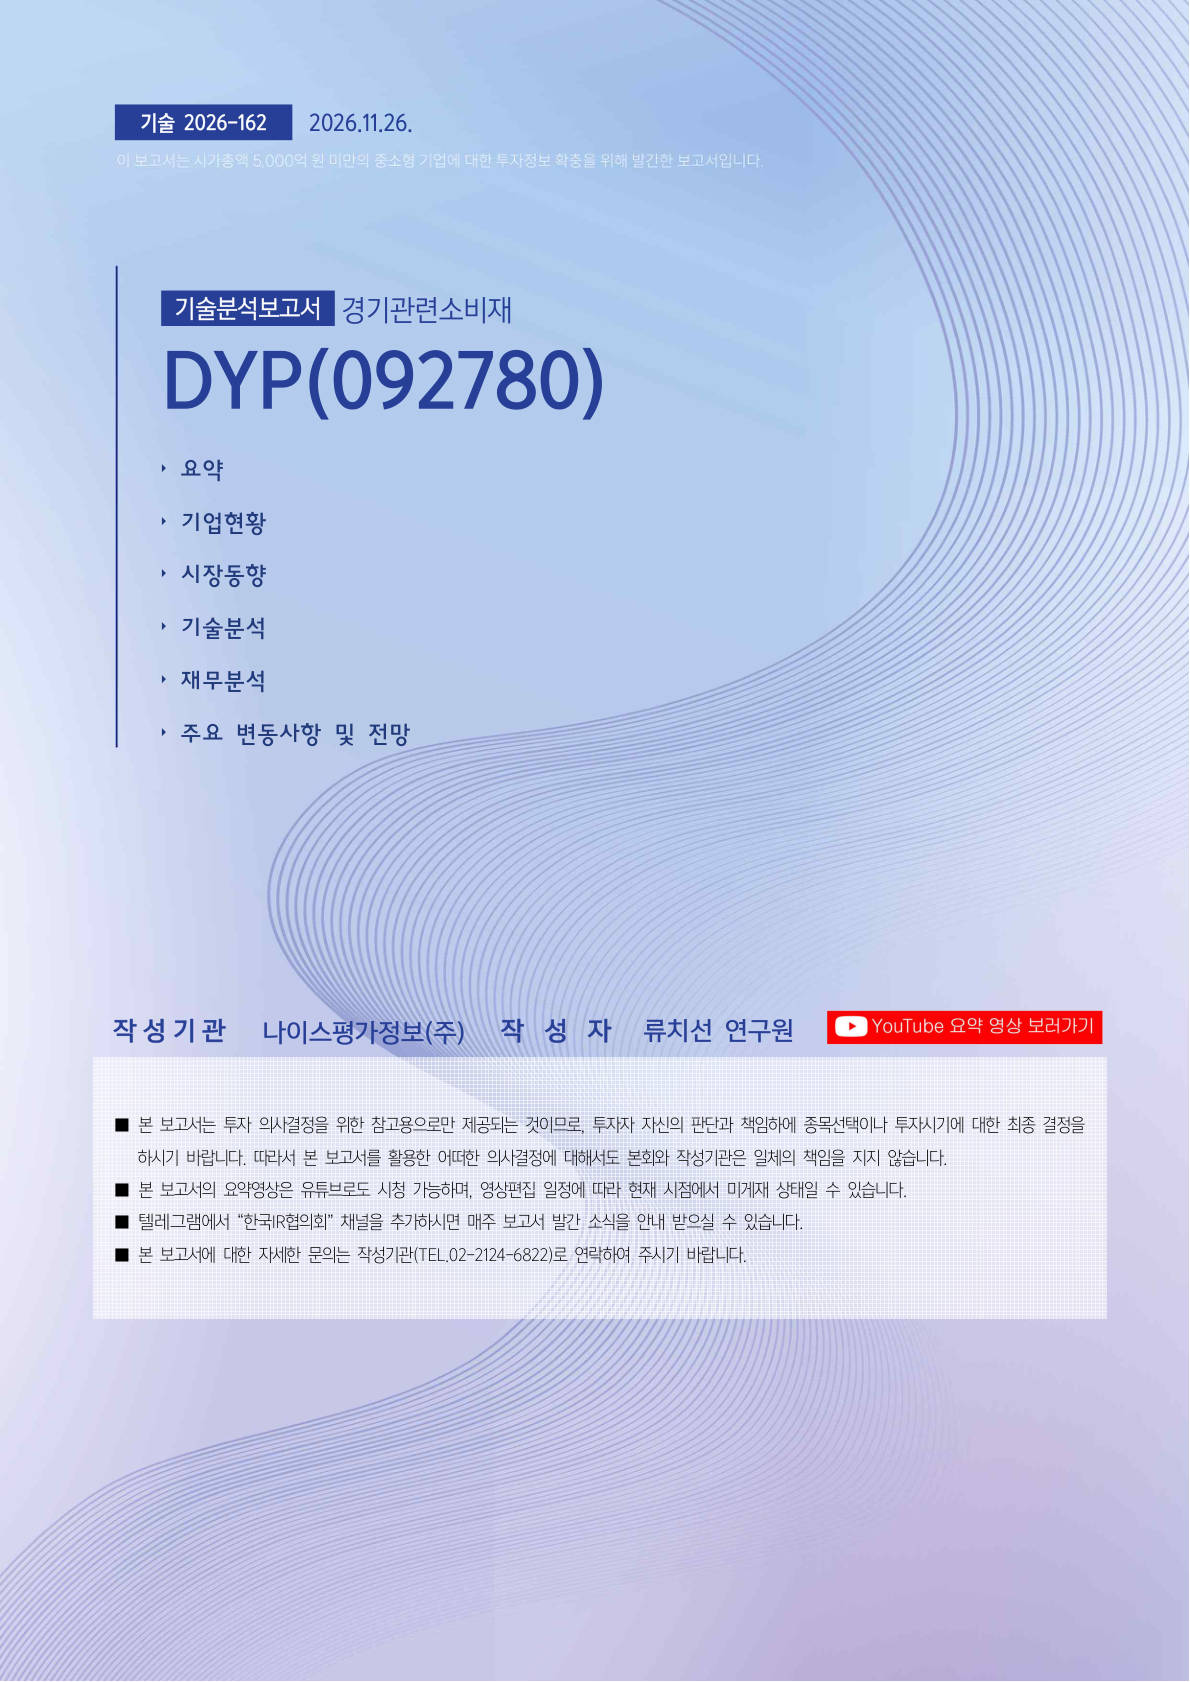 기술 2026-162 2026.11.26.
이 보고서는 시가총액 5,000억 원 미만의 중소형 기업에 대한 투자정보 확충을 위해 발간한 보고서입니다.
기술분석보고서 경기관련소비재
DYP(092780)
요약
기업현황
시장동향
기술분석
재무분석
주요 변동사항 및 전망
작성기관 나이스평가정보(주) 작 성 자 류치선 연구원 YouTube 요약 영상 보러가기
■ 본 보고서는 투자 의사결정을 위한 참고용으로만 제공되는 것이므로, 투자자 자신의 판단과 책임하에 종목선택이나 투자시기에 대한 최종 결정을
하시기 바랍니다. 따라서 본 보고서를 활용한 어떠한 의사결정에 대해서도 본회와 작성기관은 일체의 책임을 지지 않습니다.
■ 본 보고서의 요약영상은 유튜브로도 시청 가능하며, 영상편집 일정에 따라 현재 시점에서 미게재 상태일 수 있습니다.
■ 텔레그램에서 “한국IR협의회” 채널을 추가하시면 매주 보고서 발간 소식을 안내 받으실 수 있습니다.
■ 본 보고서에 대한 자세한 문의는 작성기관(TEL.02-2124-6822)로 연락하여 주시기 바랍니다.